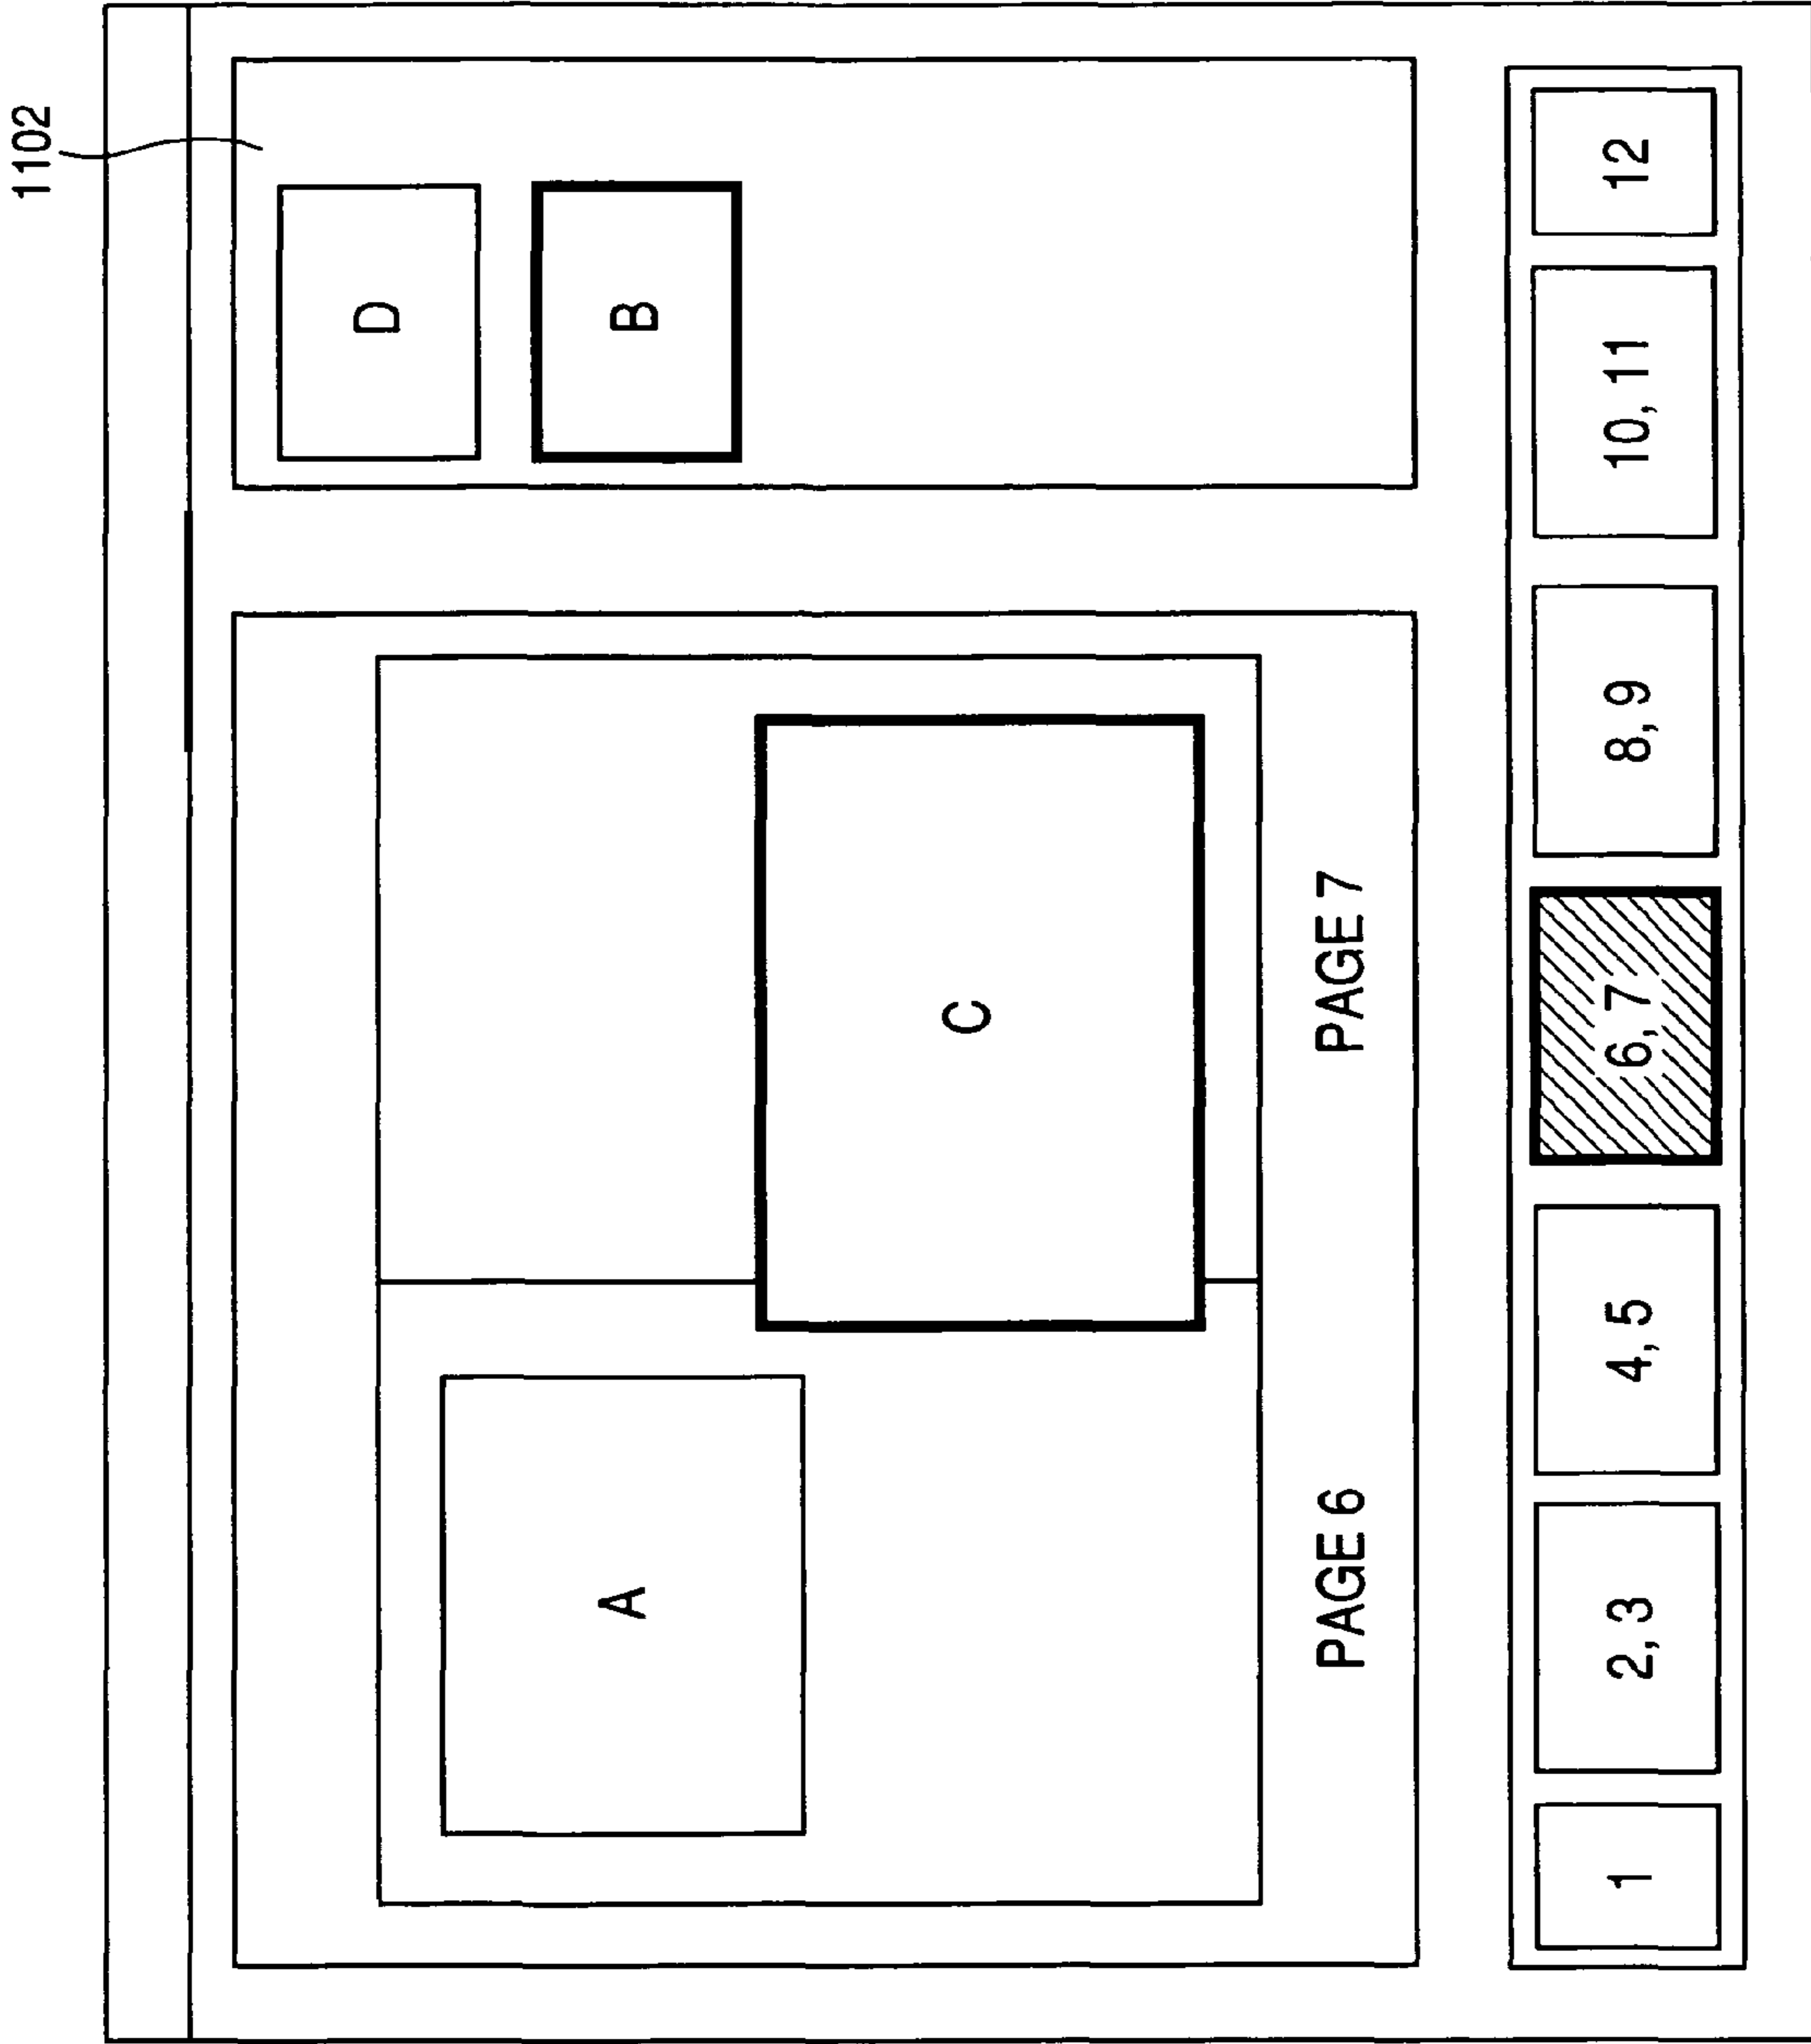 1102
D
B
A
C
PAGE 6
PAGE 7
1
2, 3
4, 5
6, 7
8, 9
10, 11
12